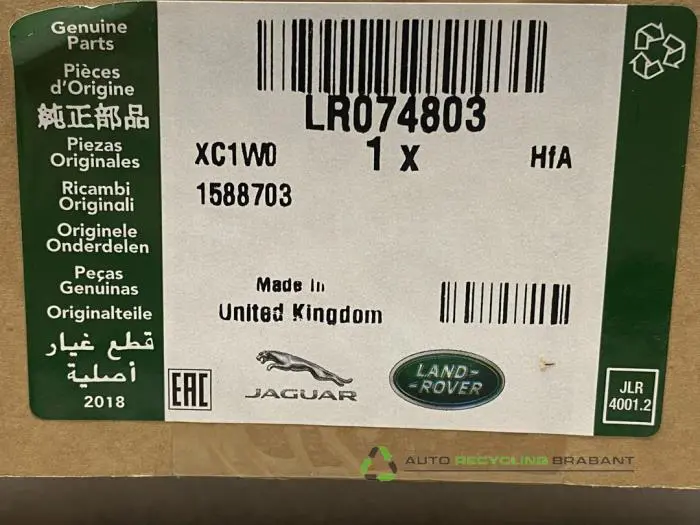 Genuine
Parts
Pièces
d'Origine
純正部品
Piezas
Originales
Ricambi
Originali
Originele
Onderdelen
Peças
Genuinas
Originalteile
قطع غيار
أصلية
2018
LR074803
XC1W0
1 x
HfA
1588703
Made In
United Kingdom
EAC
JAGUAR
LAND-
-ROVER
JLR
4001.2
AUTO RECYCLING BRABANT